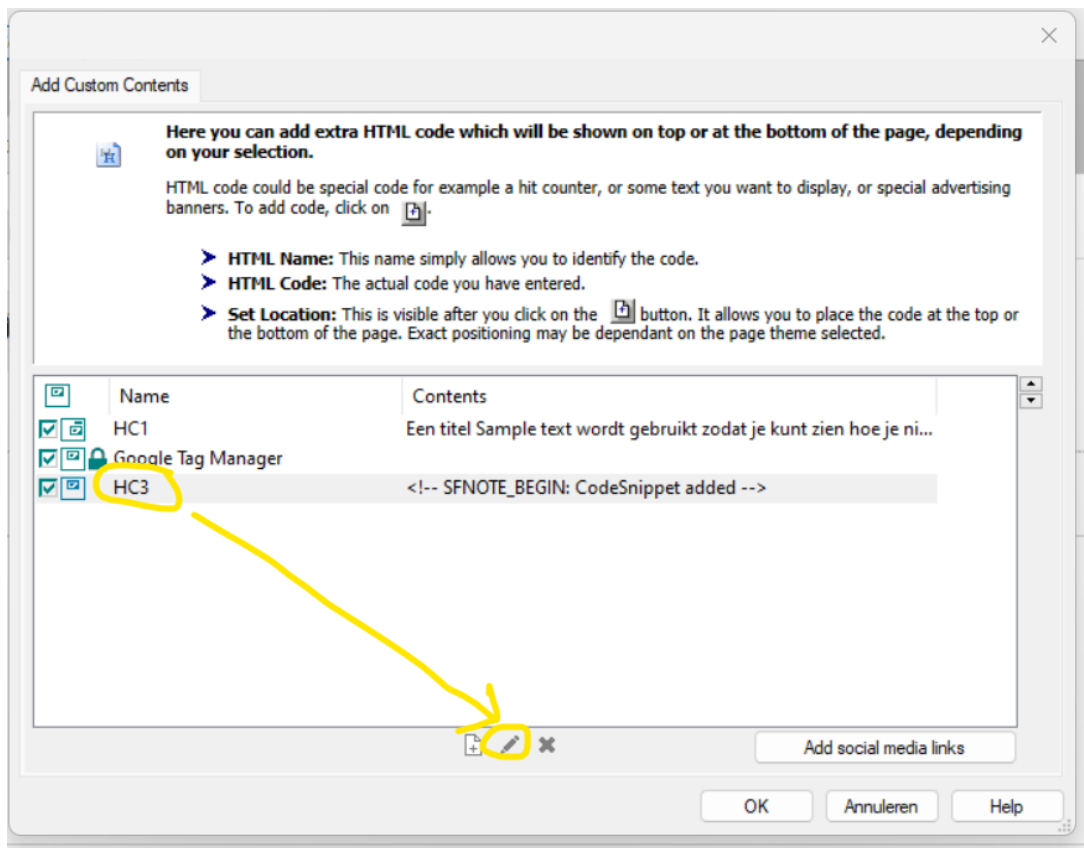 Add Custom Contents
Here you can add extra HTML code which will be shown on top or at the bottom of the page, depending
on your selection.
HTML code could be special code for example a hit counter, or some text you want to display, or special advertising
banners. To add code, click on .
HTML Name: This name simply allows you to identify the code.
HTML Code: The actual code you have entered.
Set Location: This is visible after you click on the button. It allows you to place the code at the top or
the bottom of the page. Exact positioning may be dependant on the page theme selected.
Name Contents
HC1 Een titel Sample text wordt gebruikt zodat je kunt zien hoe je ni...
Google Tag Manager
HC3 <!-- SFNOTE_BEGIN: CodeSnippet added -->
Add social media links
OK Annuleren Help